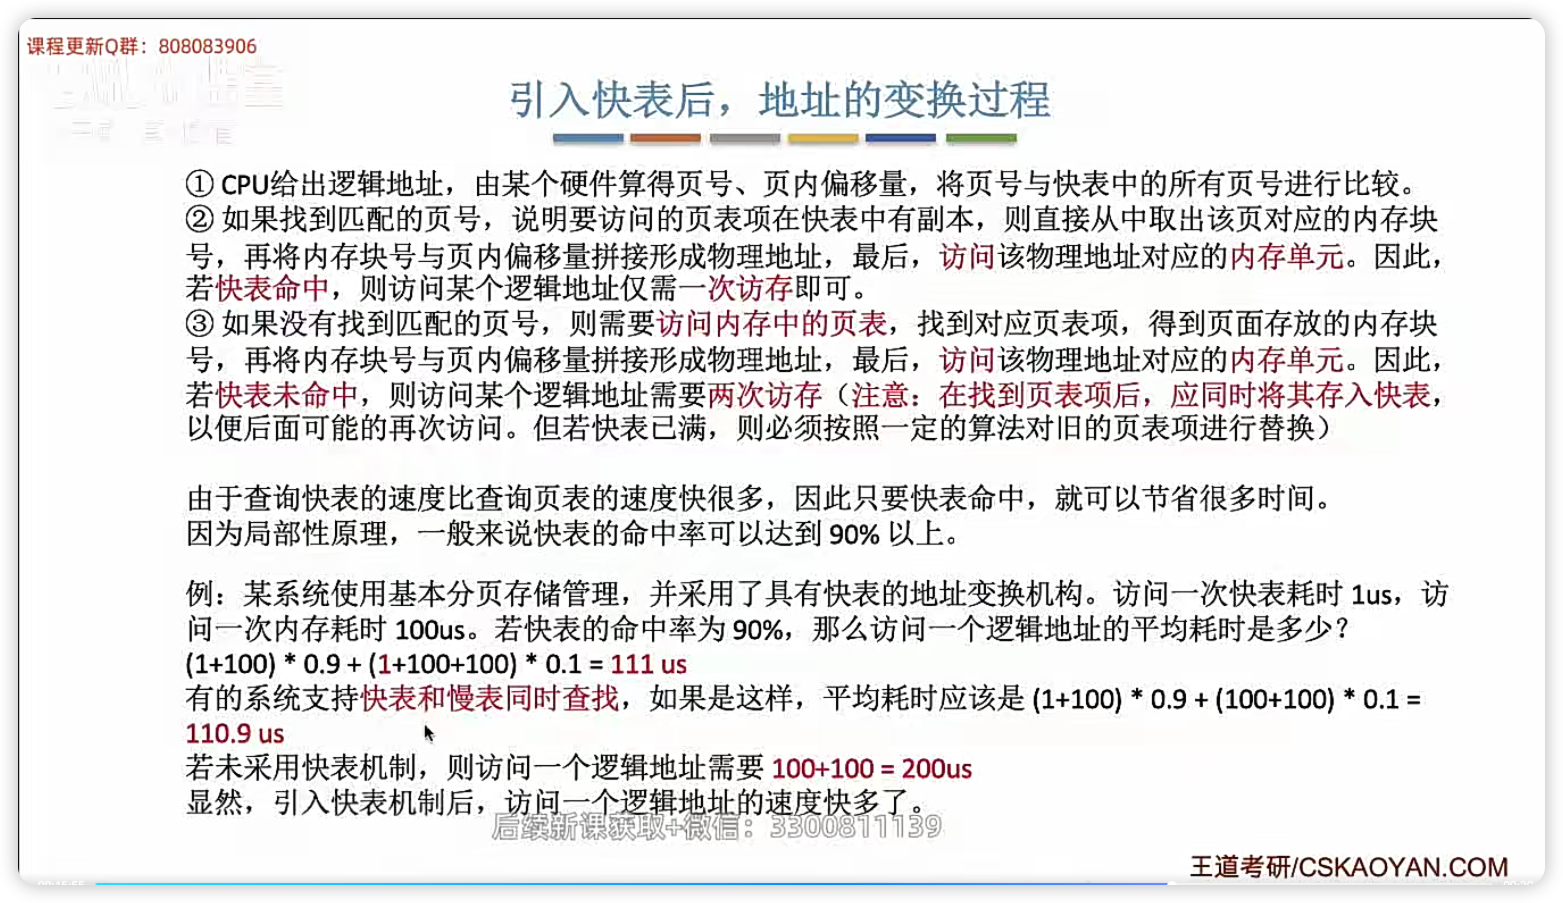 课程更新Q群：808083906
引入快表后，地址的变换过程
① CPU给出逻辑地址，由某个硬件算得页号、页内偏移量，将页号与快表中的所有页号进行比较。
② 如果找到匹配的页号，说明要访问的页表项在快表中有副本，则直接从中取出该页对应的内存块
号，再将内存块号与页内偏移量拼接形成物理地址，最后，访问该物理地址对应的内存单元。因此，
若快表命中，则访问某个逻辑地址仅需一次访存即可。
③ 如果没有找到匹配的页号，则需要访问内存中的页表，找到对应页表项，得到页面存放的内存块
号，再将内存块号与页内偏移量拼接形成物理地址，最后，访问该物理地址对应的内存单元。因此，
若快表未命中，则访问某个逻辑地址需要两次访存（注意：在找到页表项后，应同时将其存入快表，
以便后面可能的再次访问。但若快表已满，则必须按照一定的算法对旧的页表项进行替换）
由于查询快表的速度比查询页表的速度快很多，因此只要快表命中，就可以节省很多时间。
因为局部性原理，一般来说快表的命中率可以达到 90% 以上。
例：某系统使用基本分页存储管理，并采用了具有快表的地址变换机构。访问一次快表耗时 1us，访
问一次内存耗时 100us。若快表的命中率为 90%，那么访问一个逻辑地址的平均耗时是多少？
(1+100) * 0.9 + (1+100+100) * 0.1 = 111 us
有的系统支持快表和慢表同时查找，如果是这样，平均耗时应该是 (1+100) * 0.9 + (100+100) * 0.1 =
110.9 us
若未采用快表机制，则访问一个逻辑地址需要 100+100 = 200us
显然，引入快表机制后，访问一个逻辑地址的速度快多了。
后续新课获取+微信：3300811139
王道考研/CSKAOYAN.COM